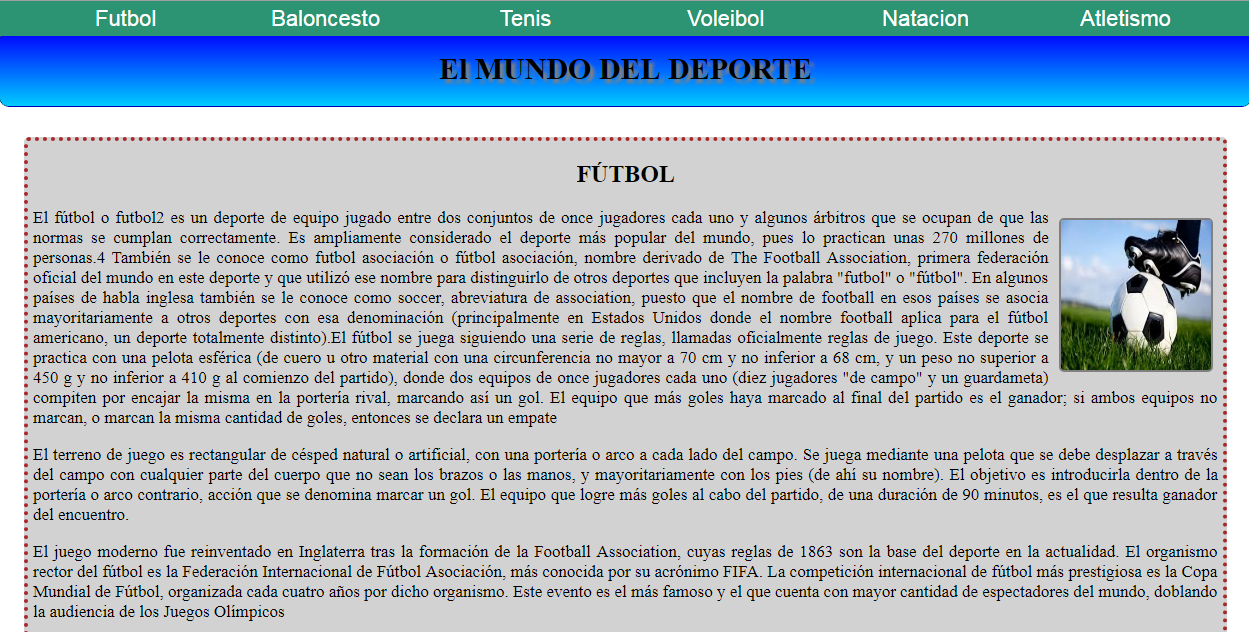 Futbol Baloncesto Tenis Voleibol Natacion Atletismo
El MUNDO DEL DEPORTE
FÚTBOL
El fútbol o futbol2 es un deporte de equipo jugado entre dos conjuntos de once jugadores cada uno y algunos árbitros que se ocupan de que las
normas se cumplan correctamente. Es ampliamente considerado el deporte más popular del mundo, pues lo practican unas 270 millones de
personas.4 También se le conoce como futbol asociación o fútbol asociación, nombre derivado de The Football Association, primera federación
oficial del mundo en este deporte y que utilizó ese nombre para distinguirlo de otros deportes que incluyen la palabra "futbol" o "fútbol". En algunos
países de habla inglesa también se le conoce como soccer, abreviatura de association, puesto que el nombre de football en esos países se asocia
mayoritariamente a otros deportes con esa denominación (principalmente en Estados Unidos donde el nombre football aplica para el fútbol
americano, un deporte totalmente distinto).El fútbol se juega siguiendo una serie de reglas, llamadas oficialmente reglas de juego. Este deporte se
practica con una pelota esférica (de cuero u otro material con una circunferencia no mayor a 70 cm y no inferior a 68 cm, y un peso no superior a
450 g y no inferior a 410 g al comienzo del partido), donde dos equipos de once jugadores cada uno (diez jugadores "de campo" y un guardameta)
compiten por encajar la misma en la portería rival, marcando así un gol. El equipo que más goles haya marcado al final del partido es el ganador; si ambos equipos no
marcan, o marcan la misma cantidad de goles, entonces se declara un empate
El terreno de juego es rectangular de césped natural o artificial, con una portería o arco a cada lado del campo. Se juega mediante una pelota que se debe desplazar a través
del campo con cualquier parte del cuerpo que no sean los brazos o las manos, y mayoritariamente con los pies (de ahí su nombre). El objetivo es introducirla dentro de la
portería o arco contrario, acción que se denomina marcar un gol. El equipo que logre más goles al cabo del partido, de una duración de 90 minutos, es el que resulta ganador
del encuentro.
El juego moderno fue reinventado en Inglaterra tras la formación de la Football Association, cuyas reglas de 1863 son la base del deporte en la actualidad. El organismo
rector del fútbol es la Federación Internacional de Fútbol Asociación, más conocida por su acrónimo FIFA. La competición internacional de fútbol más prestigiosa es la Copa
Mundial de Fútbol, organizada cada cuatro años por dicho organismo. Este evento es el más famoso y el que cuenta con mayor cantidad de espectadores del mundo, doblando
la audiencia de los Juegos Olímpicos